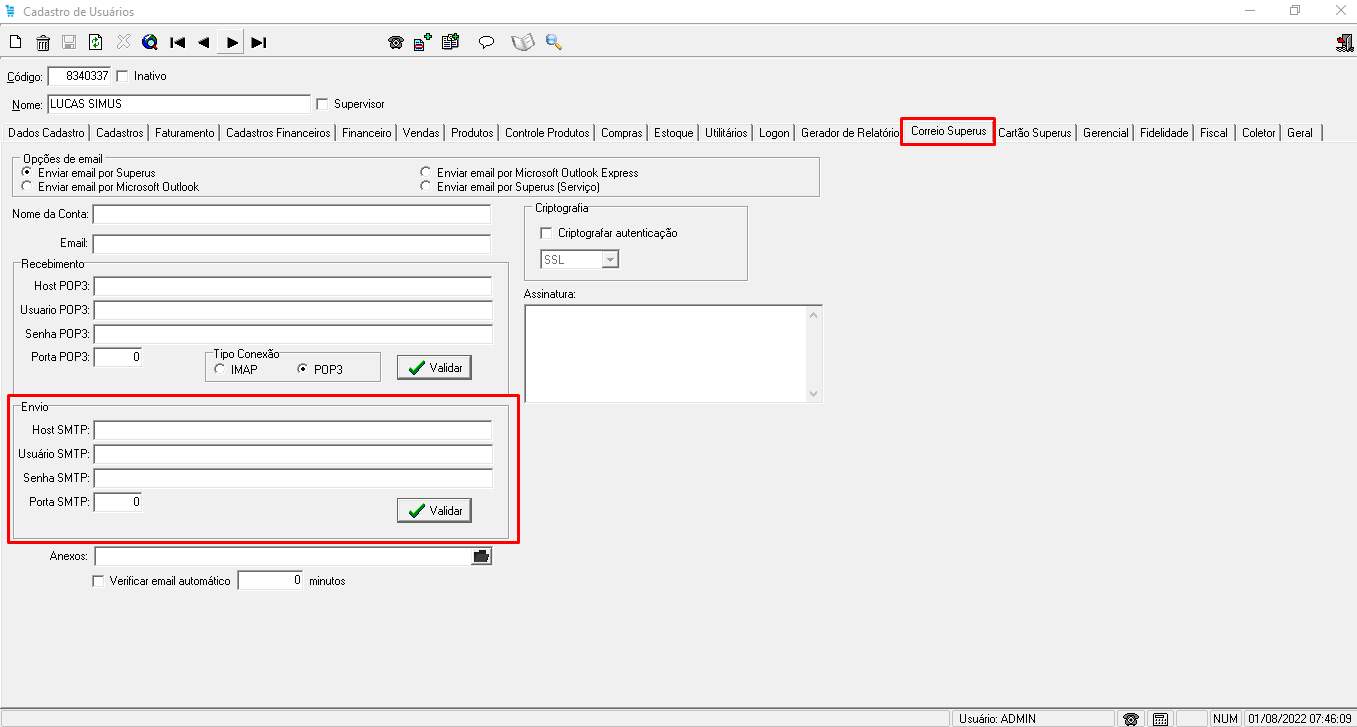 Cadastro de Usuários
Código: 8340337 Inativo
Nome: LUCAS SIMUS Supervisor
Dados Cadastro Cadastros Faturamento Cadastros Financeiros Financeiro Vendas Produtos Controle Produtos Compras Estoque Utilitários Logon Gerador de Relatório Correio Superus Cartão Superus Gerencial Fidelidade Fiscal Coletor Geral
Opções de email
Enviar email por Superus Enviar email por Microsoft Outlook Express
Enviar email por Microsoft Outlook Enviar email por Superus (Serviço)
Nome da Conta:
Email:
Criptografia
Criptografar autenticação
SSL
Recebimento
Host POP3:
Usuario POP3:
Senha POP3:
Porta POP3: 0
Tipo Conexão
IMAP POP3
Validar
Assinatura:
Envio
Host SMTP:
Usuário SMTP:
Senha SMTP:
Porta SMTP: 0
Validar
Anexos:
Verificar email automático 0 minutos
Usuário: ADMIN NUM 01/08/2022 07:46:09